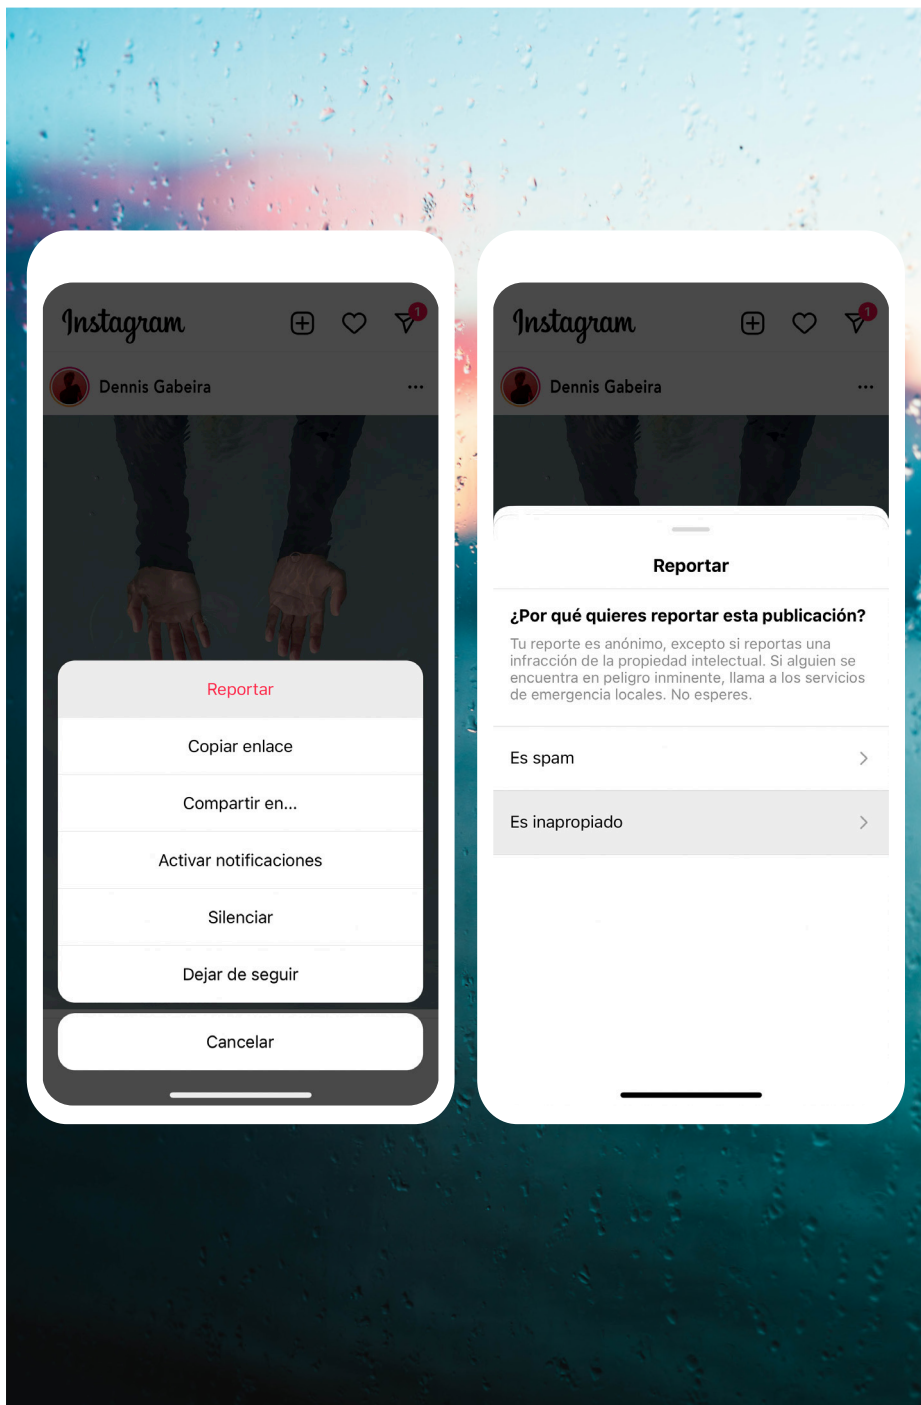 Instagram
1
Dennis Gabeira
Reportar
Copiar enlace
Compartir en...
Activar notificaciones
Silenciar
Dejar de seguir
Cancelar
Instagram
1
Dennis Gabeira
Reportar
¿Por qué quieres reportar esta publicación?
Tu reporte es anónimo, excepto si reportas una
infracción de la propiedad intelectual. Si alguien se
encuentra en peligro inminente, llama a los servicios
de emergencia locales. No esperes.
Es spam
Es inapropiado